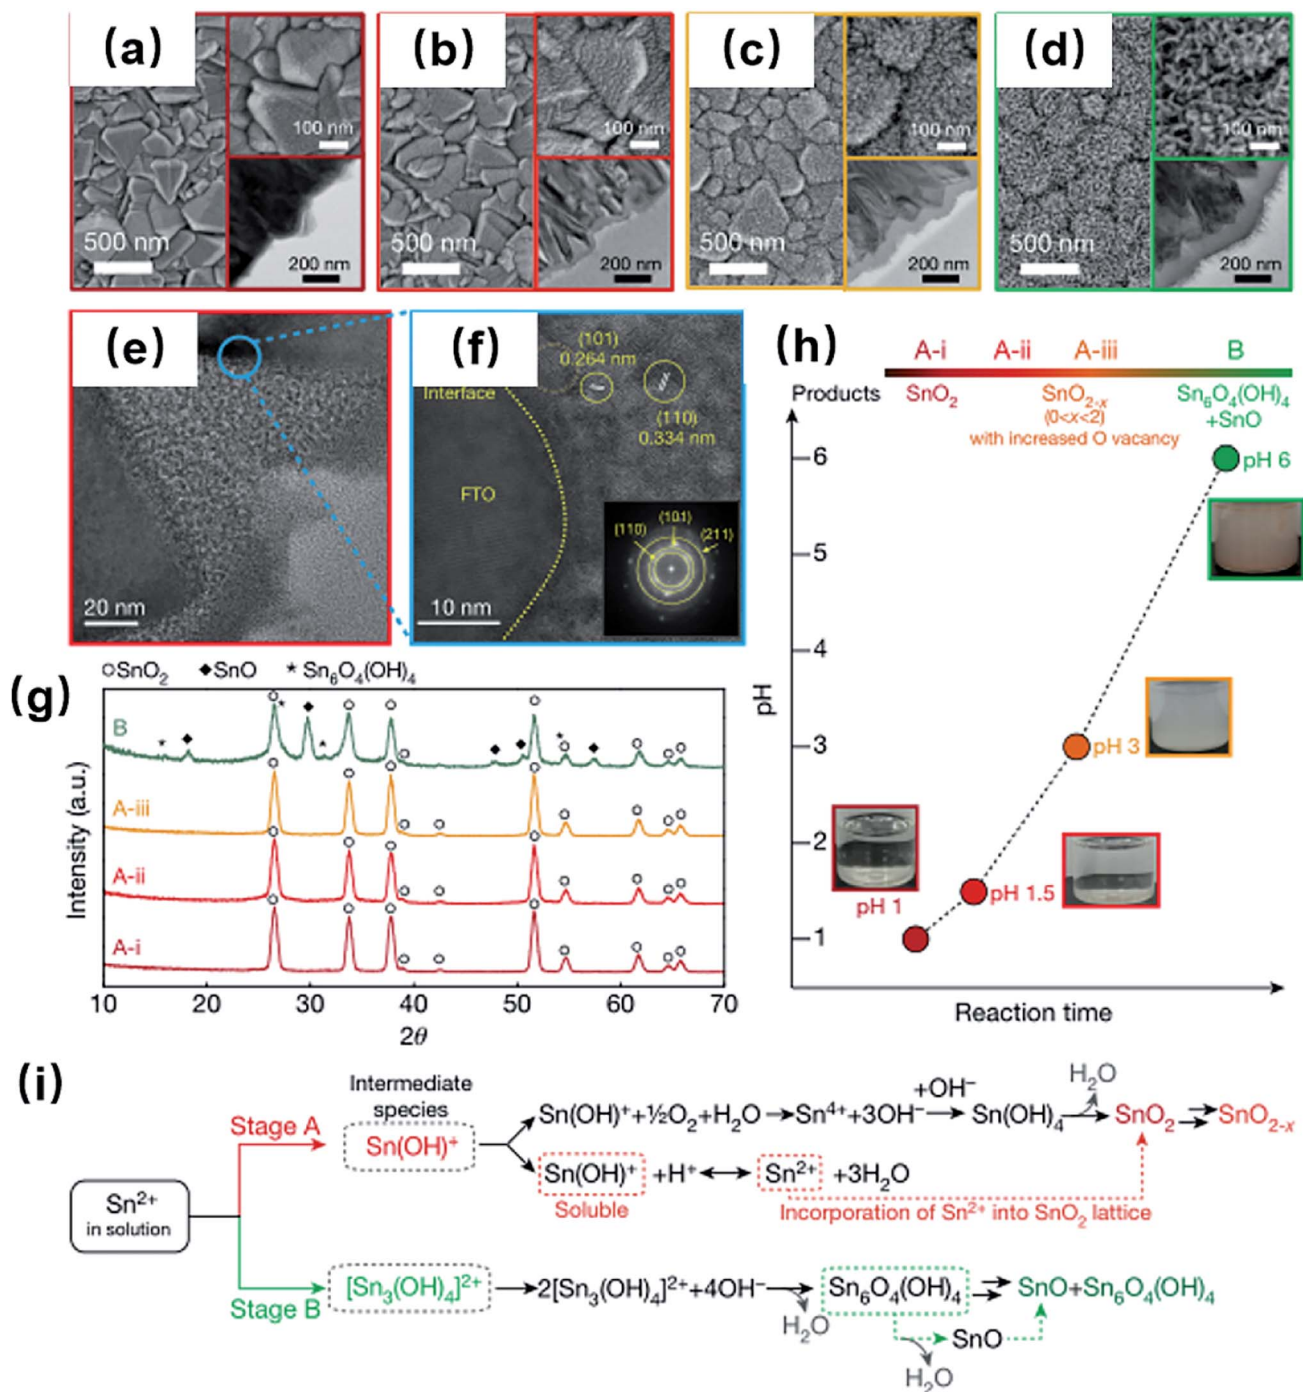 (a)
100 nm
500 nm
200 nm
(b)
100 nm
500 nm
200 nm
(c)
100 nm
500 nm
200 nm
(d)
100 nm
500 nm
200 nm
(e)
20 nm
(f)
(101)
0.264 nm
Interface
(110)
0.334 nm
FTO
(101)
(110)
(211)
10 nm
(h)
A-i A-ii A-iii B
Products
SnO₂
SnO₂₋ₓ
(0<x<2)
with increased O vacancy
Sn₆O₄(OH)₄
+SnO
pH
6
5
4
3
2
1
pH 6
pH 3
pH 1.5
pH 1
Reaction time
(g)
○SnO₂ ◆SnO * Sn₆O₄(OH)₄
Intensity (a.u.)
B
A-iii
A-ii
A-i
10 20 30 40 50 60 70
2θ
(i)
Sn²⁺
in solution
Stage A
Intermediate
species
Sn(OH)⁺
Sn(OH)⁺+½O₂+H₂O→Sn⁴⁺+3OH⁻ +OH⁻ → Sn(OH)₄ → H₂O SnO₂ → SnO₂₋ₓ
Sn(OH)⁺ +H⁺ ↔ Sn²⁺ +3H₂O
Soluble
Incorporation of Sn²⁺ into SnO₂ lattice
Stage B
[Sn₃(OH)₄]²⁺ → 2[Sn₃(OH)₄]²⁺+4OH⁻ → Sn₆O₄(OH)₄ → SnO+Sn₆O₄(OH)₄
H₂O
SnO
H₂O